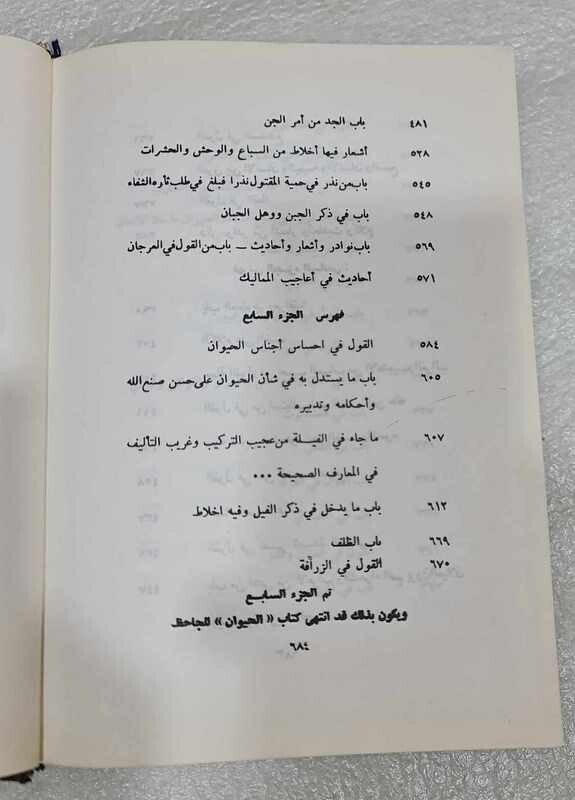 ٤٨١ باب الجد من أمر الجن
٥٢٨ أشعار فيها أخلاط من السباع والوحش والحشرات
٥٤٥ باب من نذر في حمية المقتول نذرا فبلغ في طلب ثأره الشفاء
٥٤٨ باب في ذكر الجبن ووهل الجبان
٥٦٩ باب نوادر وأشعار وأحاديث ــ باب من القول في العرجان
٥٧١ أحاديث في أعاجيب المماليك
فهرس الجزء السابع
٥٨٤ القول في احساس أجناس الحيوان
٦٠٥ باب ما يستدل به في شأن الحيوان على حسن صنع الله
وأحكامه وتدبيره
٦٠٧ ما جاء في الفيلة من عجيب التركيب وغريب التأليف
في المعارف الصحيحة ...
٦١٢ باب ما يدخل في ذكر الفيل وفيه اخلاط
٦٦٩ باب الظلف
٦٧٠ القول في الزرافة
تم الجزء السابع
ويكون بذلك قد انتهى كتاب « الحيوان » للجاحظ
٦٨٤